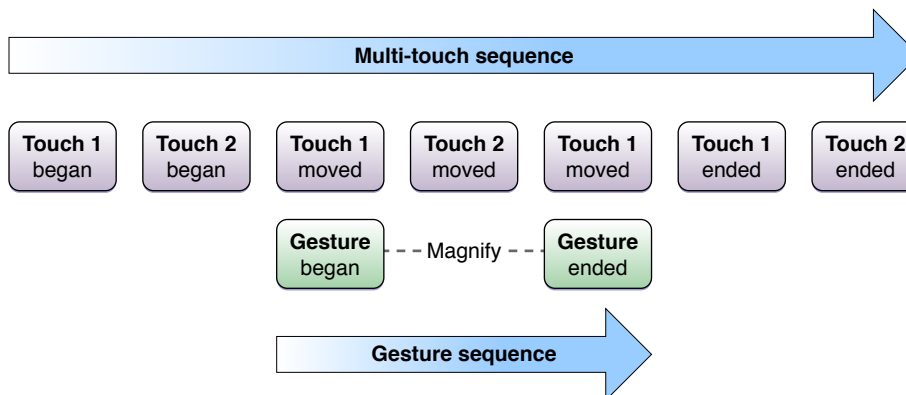 Multi-touch sequence
Touch 1 Touch 2 Touch 1 Touch 2 Touch 1 Touch 1 Touch 2
began began moved moved moved ended ended
Gesture Gesture
began Magnify ended
Gesture sequence